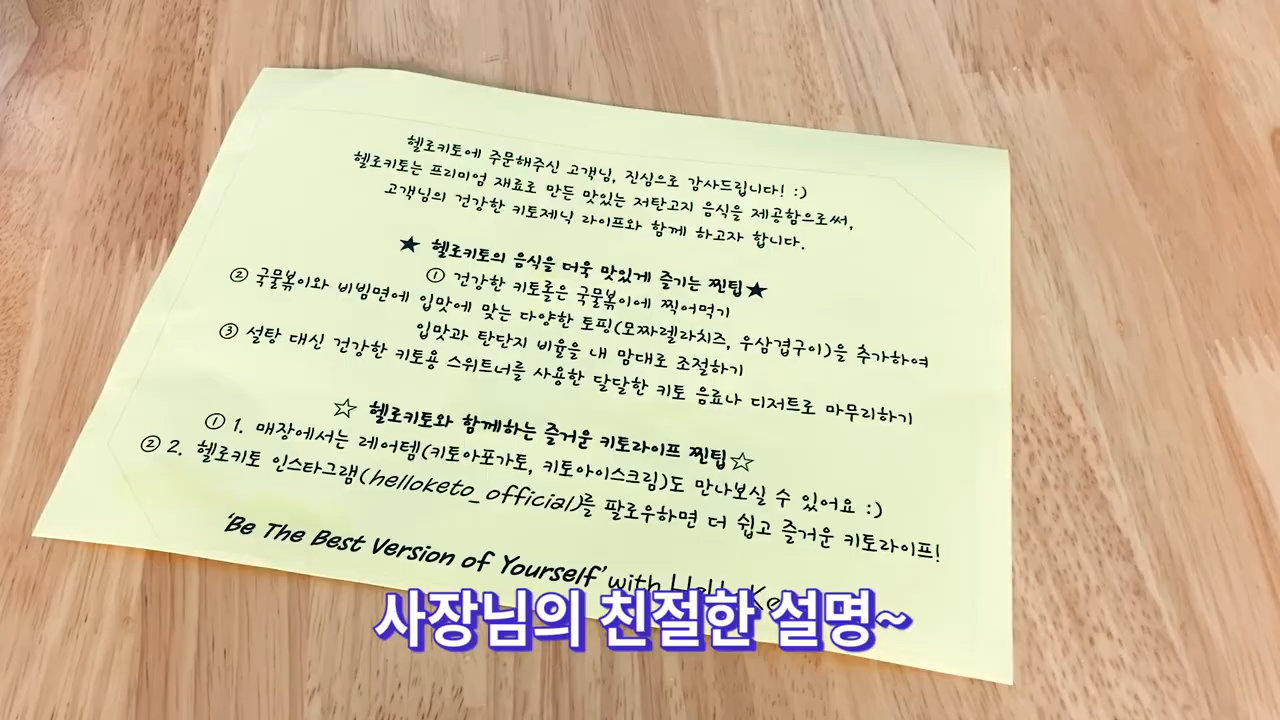 헬로키토에 주문해주신 고객님, 진심으로 감사드립니다! :)
헬로키토는 프리미엄 재료로 만든 맛있는 저탄고지 음식을 제공함으로써,
고객님의 건강한 키토제닉 라이프와 함께 하고자 합니다.
★ 헬로키토의 음식을 더욱 맛있게 즐기는 찐팁★
① 건강한 키토롤은 국물볶이에 찍어먹기
② 국물볶이와 비빔면에 입맛에 맞는 다양한 토핑(모짜렐라치즈, 우삼겹구이)을 추가하여
입맛과 탄단지 비율을 내 맘대로 조절하기
③ 설탕 대신 건강한 키토용 스위트너를 사용한 달달한 키토 음료나 디저트로 마무리하기
☆ 헬로키토와 함께하는 즐거운 키토라이프 찐팁☆
① 1. 매장에서는 레어템(키토아포가토, 키토아이스크림)도 만나보실 수 있어요 :)
② 2. 헬로키토 인스타그램(helloketo_official)를 팔로우하면 더 쉽고 즐거운 키토라이프!
'Be The Best Version of Yourself' with
사장님의 친절한 설명~